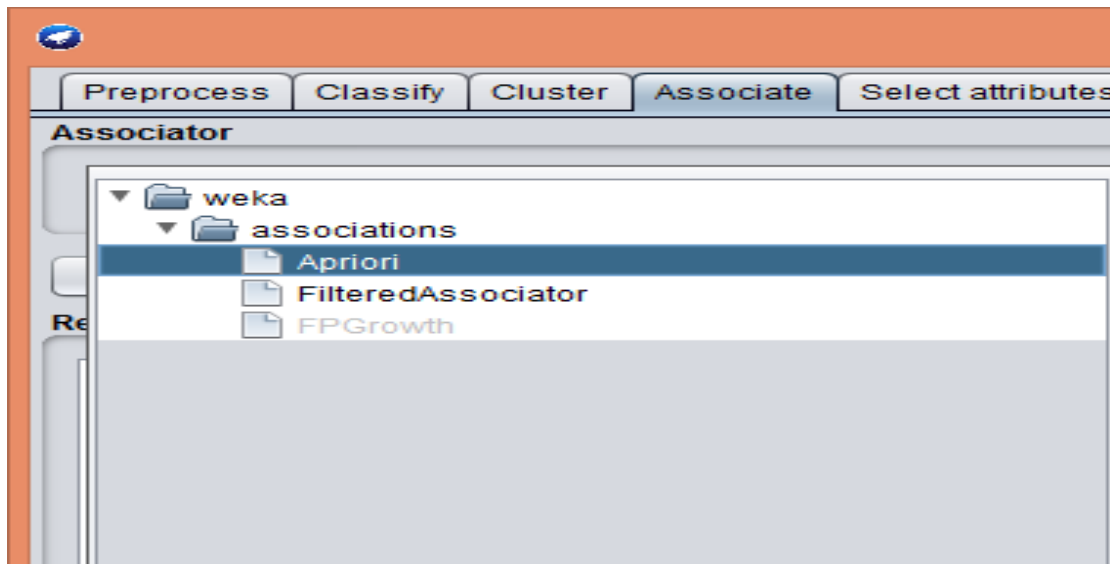 Preprocess Classify Cluster Associate Select attributes
Associator
weka
associations
Apriori
FilteredAssociator
Re
FPGrowth